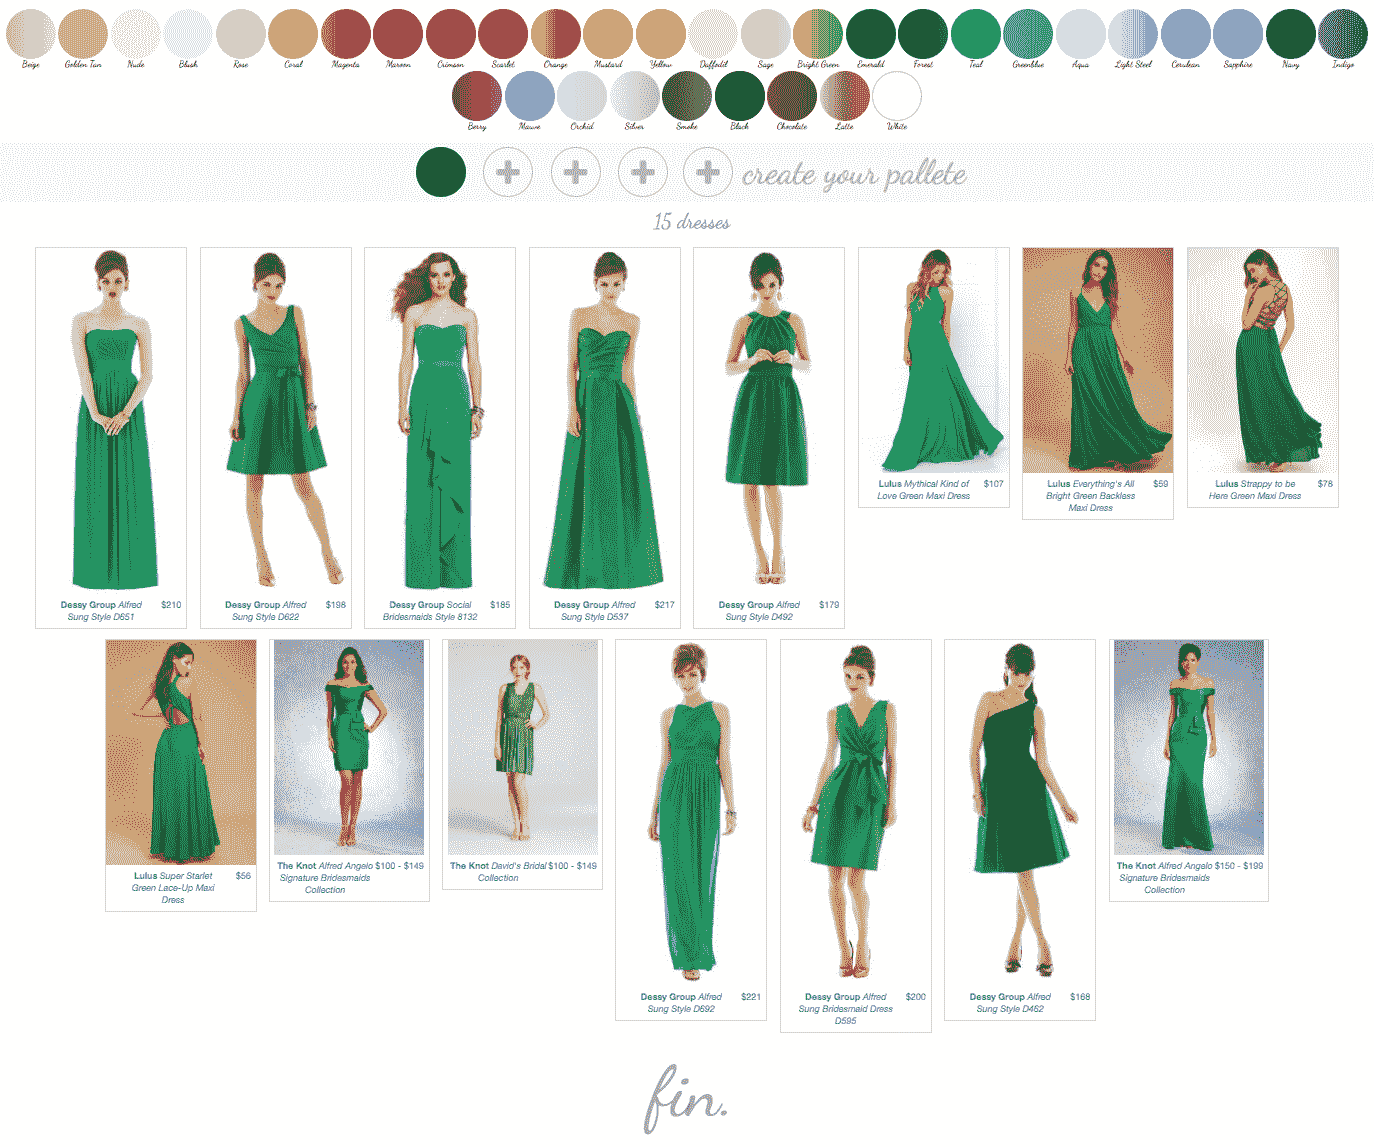 Beige Golden Tan Nude Blush Rose Coral Magenta Maroon Crimson Scarlet Orange Mustard Yellow Daffodil Sage Bright Green Emerald Forest Teal Greenblue Aqua Light Steel Cerulean Sapphire Navy Indigo
Berry Mauve Orchid Silver Smoke Black Chocolate Latte White
create your pallete
15 dresses
Lulus Mythical Kind of $107
Love Green Maxi Dress
Lulus Everything's All $59
Bright Green Backless
Maxi Dress
Lulus Strappy to be $78
Here Green Maxi Dress
Dessy Group Alfred $210
Sung Style D651
Dessy Group Alfred $198
Sung Style D622
Dessy Group Social $185
Bridesmaids Style 8132
Dessy Group Alfred $217
Sung Style D537
Dessy Group Alfred $179
Sung Style D492
Lulus Super Starlet $56
Green Lace-Up Maxi
Dress
The Knot Alfred Angelo $100 - $149
Signature Bridesmaids
Collection
The Knot David's Bridal $100 - $149
Collection
Dessy Group Alfred $221
Sung Style D692
Dessy Group Alfred $200
Sung Bridesmaid Dress
D595
Dessy Group Alfred $168
Sung Style D462
The Knot Alfred Angelo $150 - $199
Signature Bridesmaids
Collection
fin.